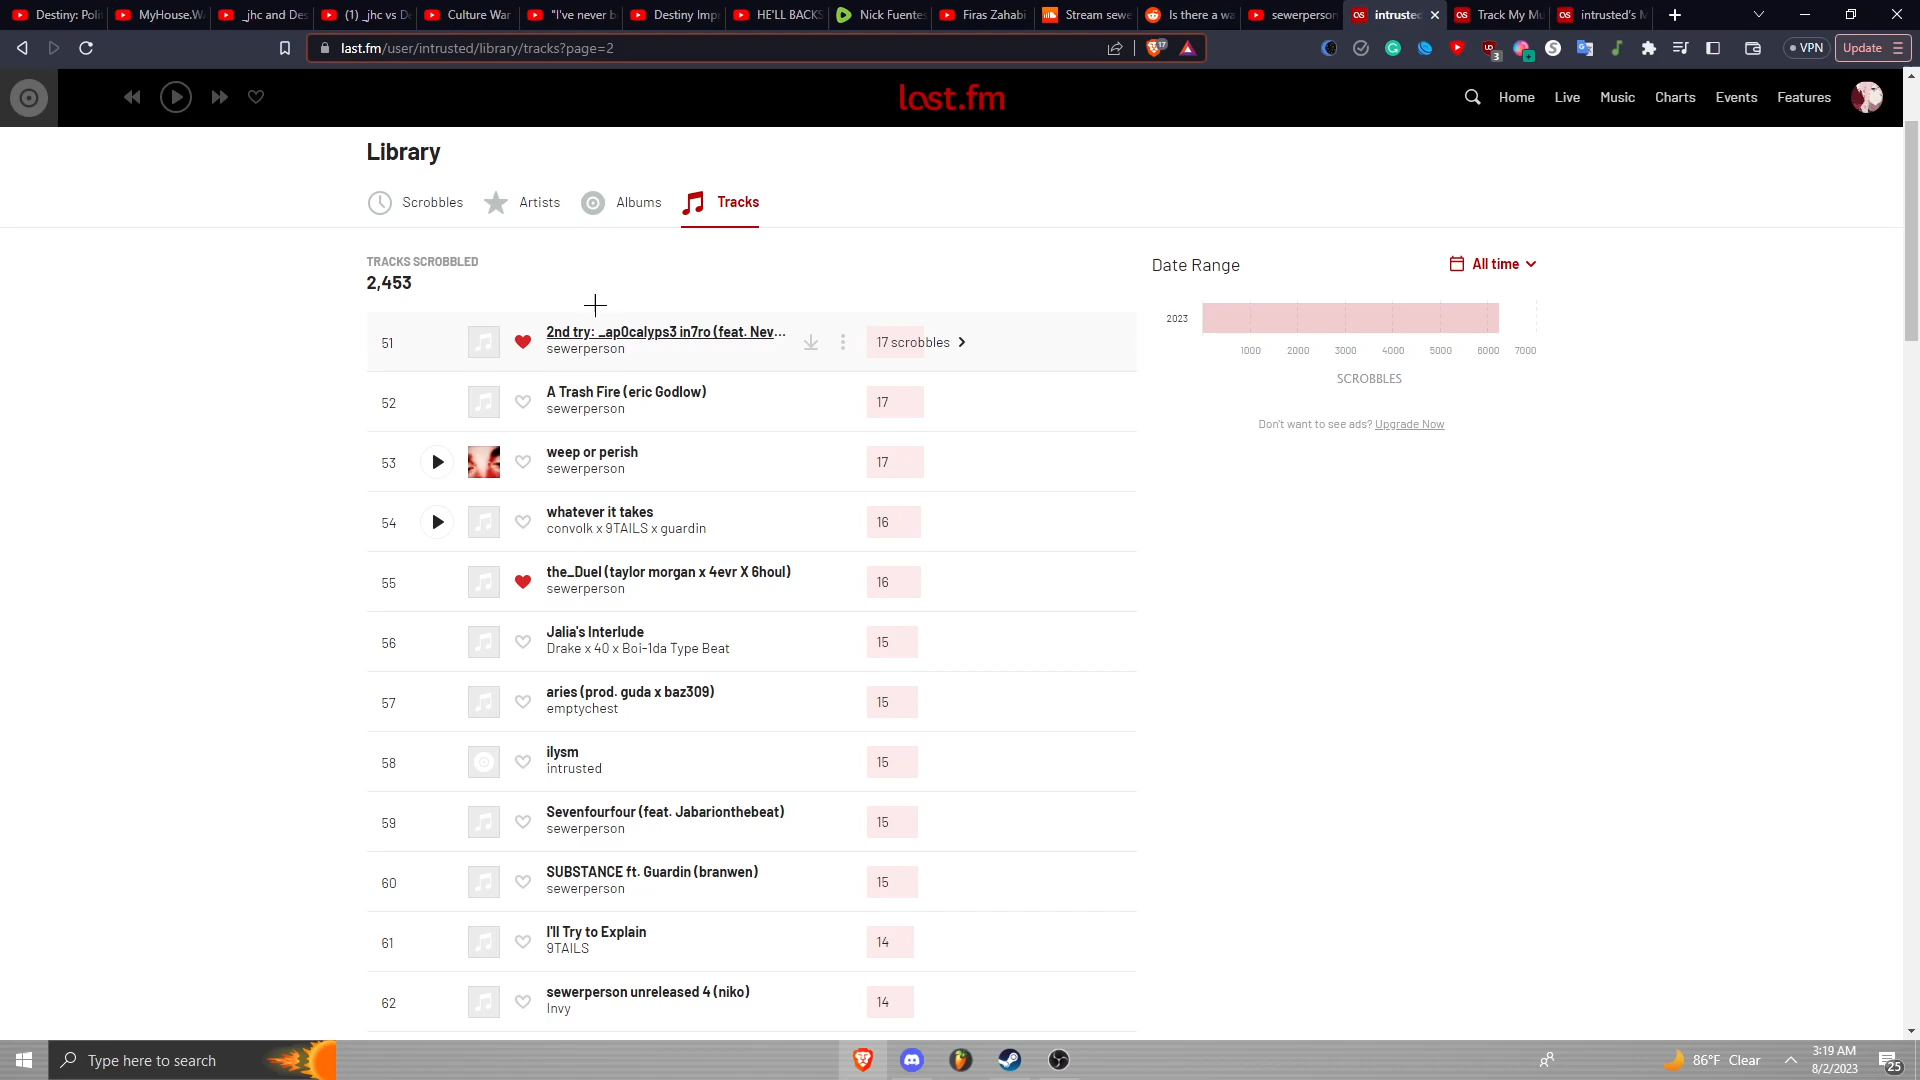 Destiny: Poli
MyHouse.W
_jhc and Des
(1) _jhc vs D
Culture War
"I've never b
Destiny Imp
HE'LL BACKS
Nick Fuentes
Firas Zahabi
Stream sewe
Is there a wa
sewerperson
intrusted
Track My Mu
intrusted's M
last.fm/user/intrusted/library/tracks?page=2
17
3
VPN
Update
last.fm
Home
Live
Music
Charts
Events
Features
Library
Scrobbles
Artists
Albums
Tracks
TRACKS SCROBBLED
2,453
51
2nd try: _ap0calyps3 in7ro (feat. Nev...
sewerperson
17 scrobbles
52
A Trash Fire (eric Godlow)
sewerperson
17
53
weep or perish
sewerperson
17
54
whatever it takes
convolk x 9TAILS x guardin
16
55
the_Duel (taylor morgan x 4evr X 6houl)
sewerperson
16
56
Jalia's Interlude
Drake x 40 x Boi-1da Type Beat
15
57
aries (prod. guda x baz309)
emptychest
15
58
ilysm
intrusted
15
59
Sevenfourfour (feat. Jabarionthebeat)
sewerperson
15
60
SUBSTANCE ft. Guardin (branwen)
sewerperson
15
61
I'll Try to Explain
9TAILS
14
62
sewerperson unreleased 4 (niko)
Invy
14
Date Range
All time
2023
1000 2000 3000 4000 5000 6000 7000
SCROBBLES
Don't want to see ads? Upgrade Now
Type here to search
86°F Clear
3:19 AM
8/2/2023
25